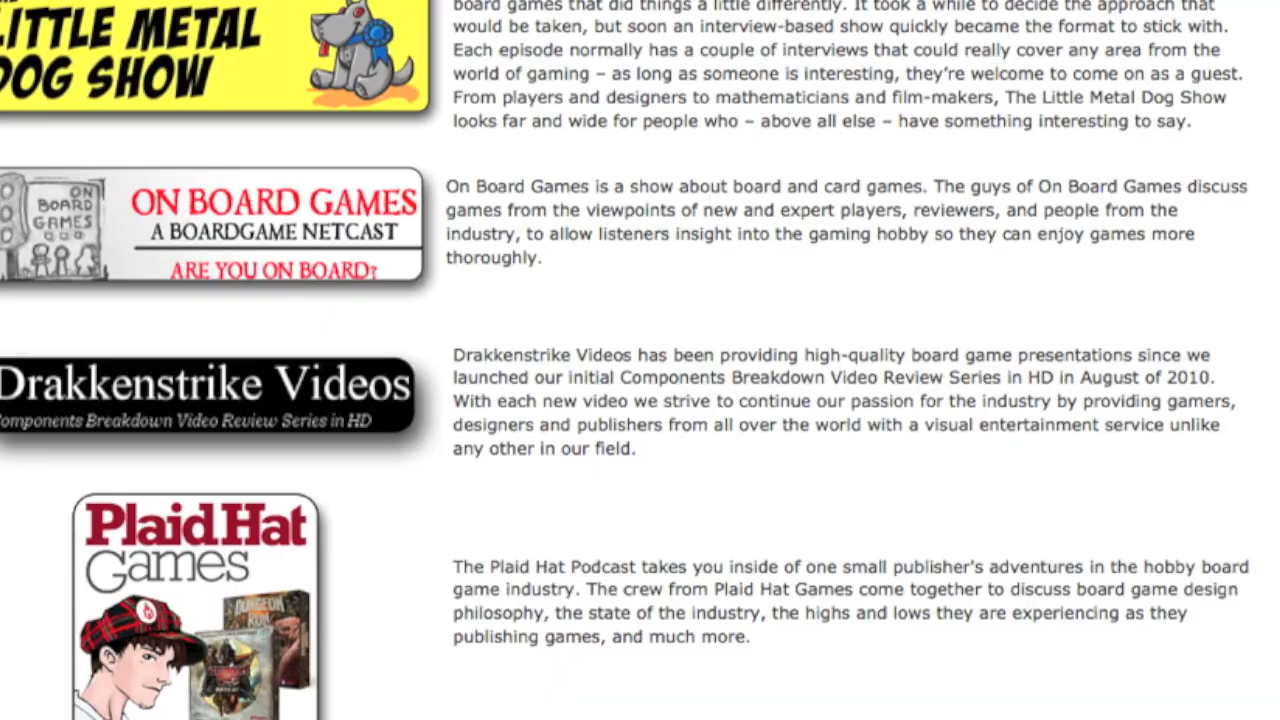 LITTLE METAL
DOG SHOW
board games that did things a little differently. It took a while to decide the approach that
would be taken, but soon an interview-based show quickly became the format to stick with.
Each episode normally has a couple of interviews that could really cover any area from the
world of gaming – as long as someone is interesting, they're welcome to come on as a guest.
From players and designers to mathematicians and film-makers, The Little Metal Dog Show
looks far and wide for people who – above all else – have something interesting to say.
ON
BOARD
GAMES
ON BOARD GAMES
A BOARDGAME NETCAST
ARE YOU ON BOARD?
On Board Games is a show about board and card games. The guys of On Board Games discuss
games from the viewpoints of new and expert players, reviewers, and people from the
industry, to allow listeners insight into the gaming hobby so they can enjoy games more
thoroughly.
Drakkenstrike Videos
Components Breakdown Video Review Series in HD
Drakkenstrike Videos has been providing high-quality board game presentations since we
launched our initial Components Breakdown Video Review Series in HD in August of 2010.
With each new video we strive to continue our passion for the industry by providing gamers,
designers and publishers from all over the world with a visual entertainment service unlike
any other in our field.
Plaid Hat
Games
DUNGEON
RUN
The Plaid Hat Podcast takes you inside of one small publisher's adventures in the hobby board
game industry. The crew from Plaid Hat Games come together to discuss board game design
philosophy, the state of the industry, the highs and lows they are experiencing as they
publishing games, and much more.